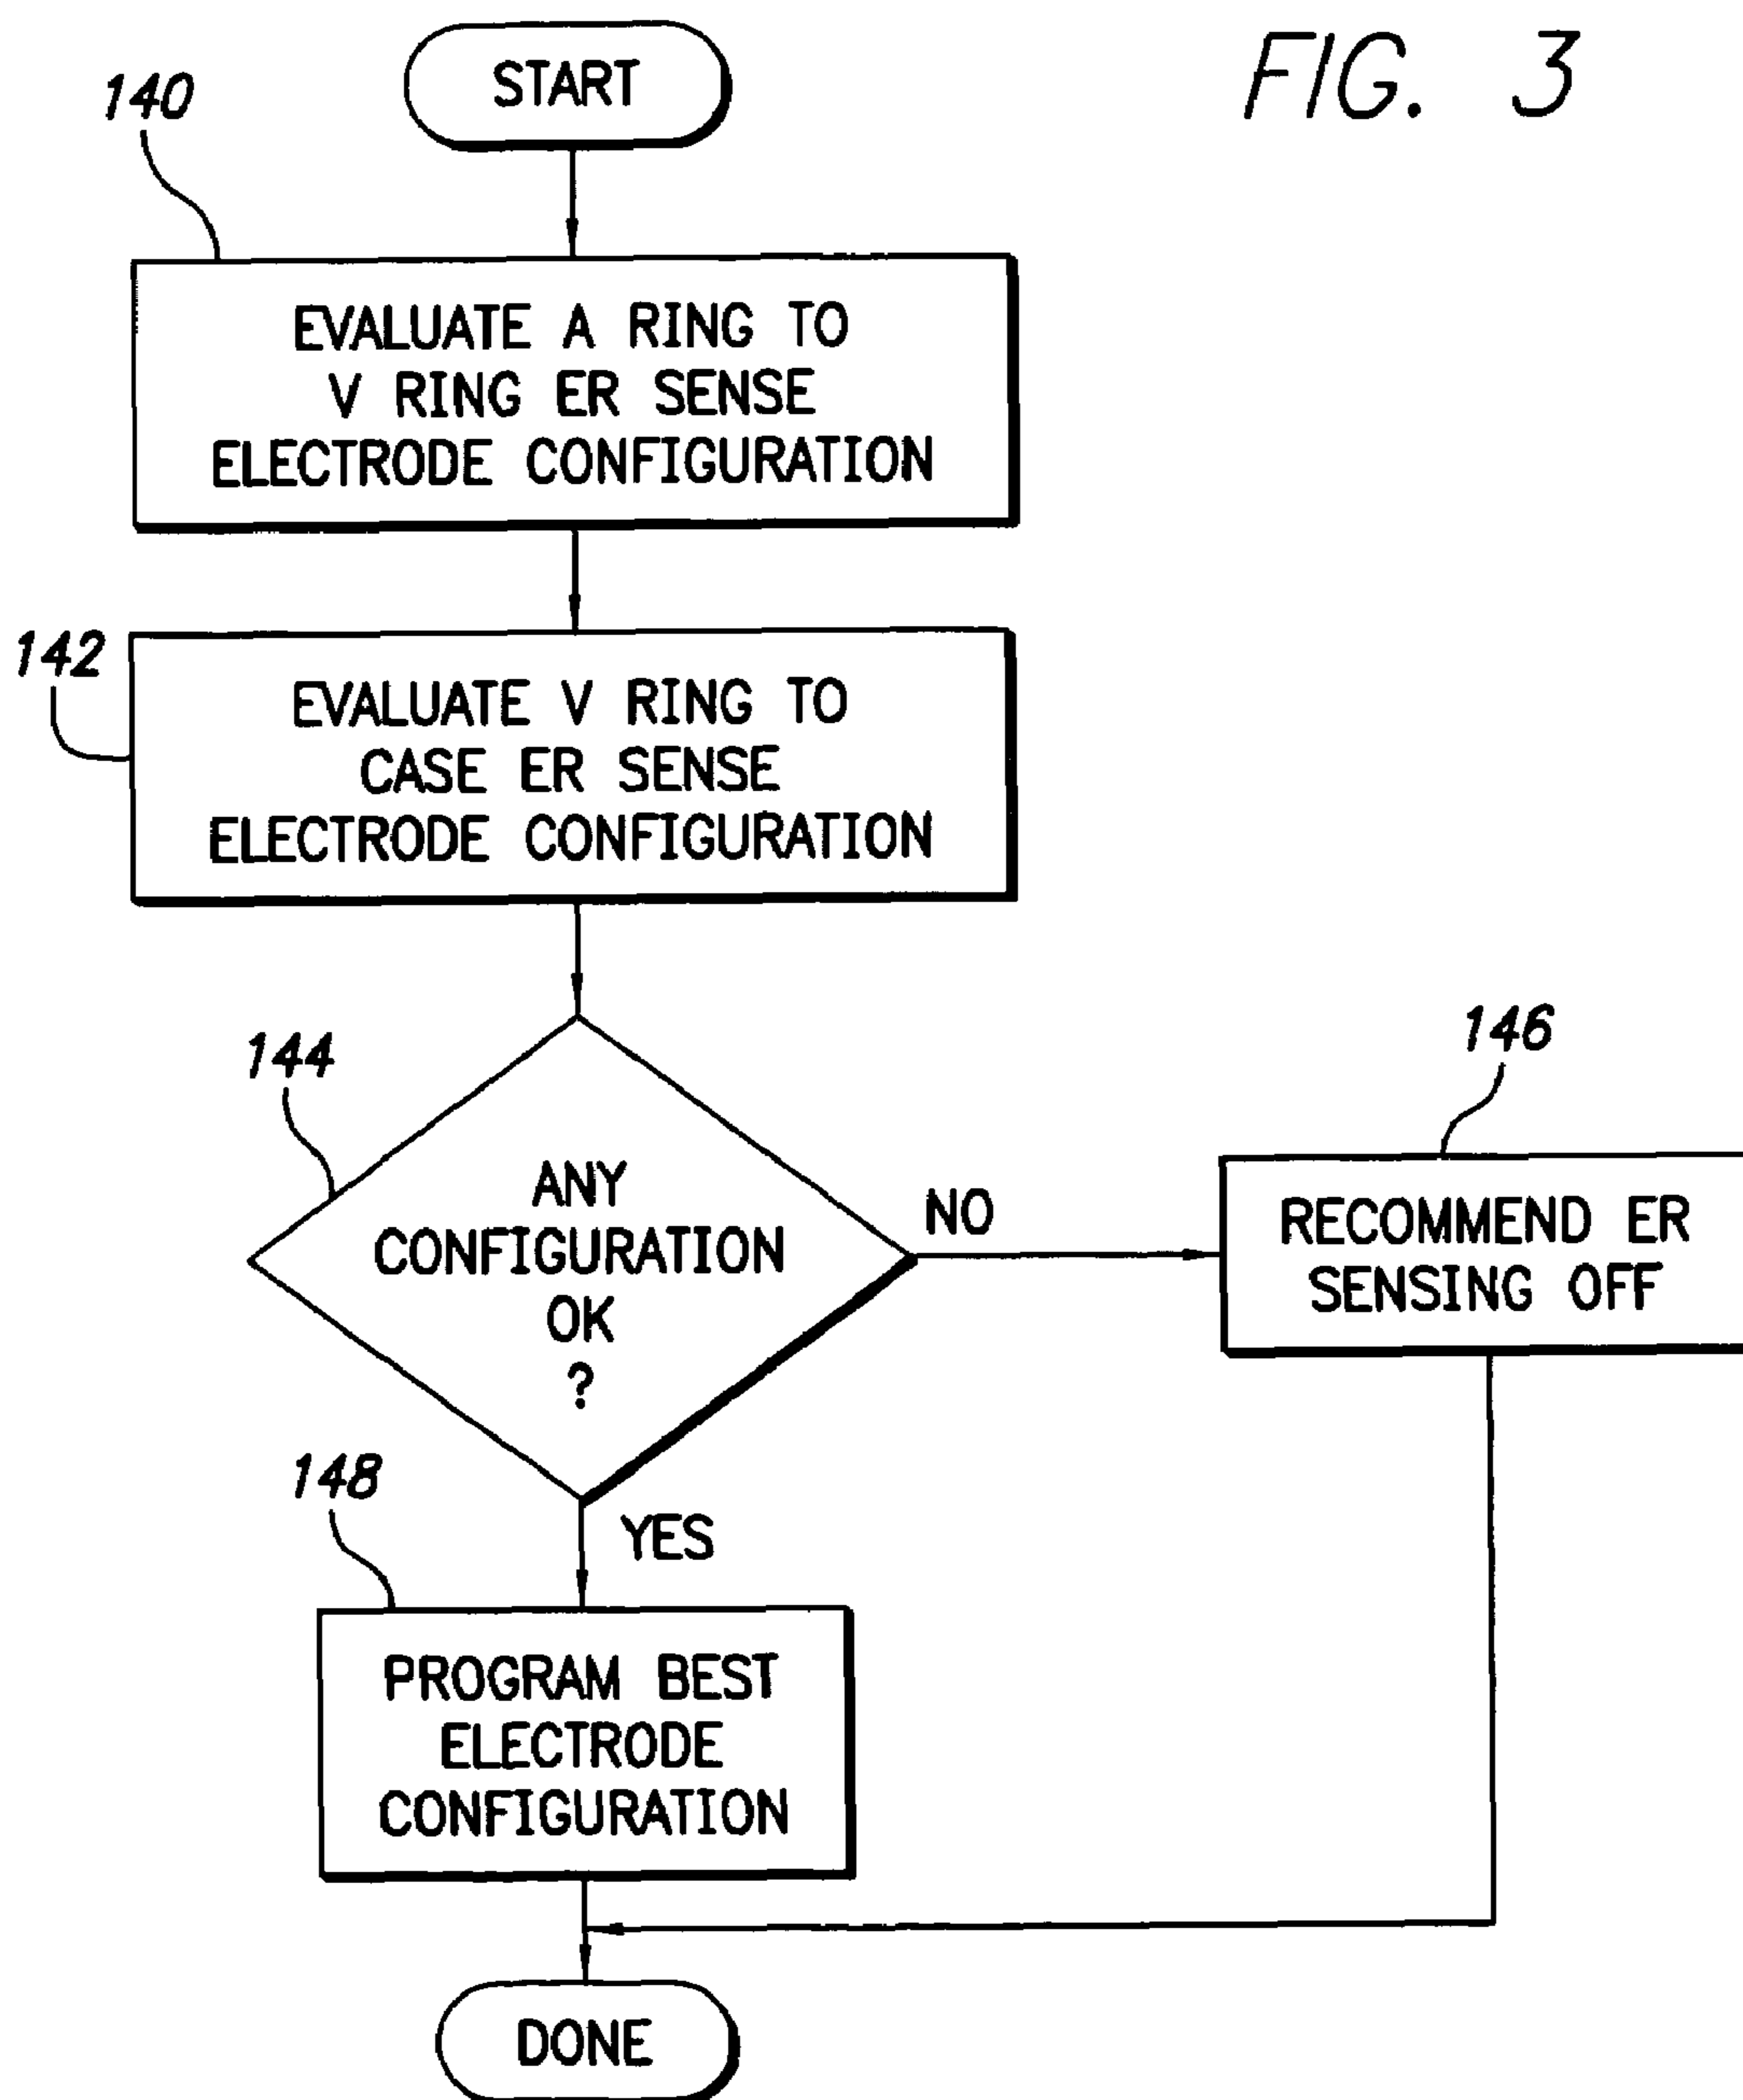 FIG. 3
START
140
EVALUATE A RING TO
V RING ER SENSE
ELECTRODE CONFIGURATION
142
EVALUATE V RING TO
CASE ER SENSE
ELECTRODE CONFIGURATION
144
ANY
CONFIGURATION
OK
?
NO
146
RECOMMEND ER
SENSING OFF
YES
148
PROGRAM BEST
ELECTRODE
CONFIGURATION
DONE